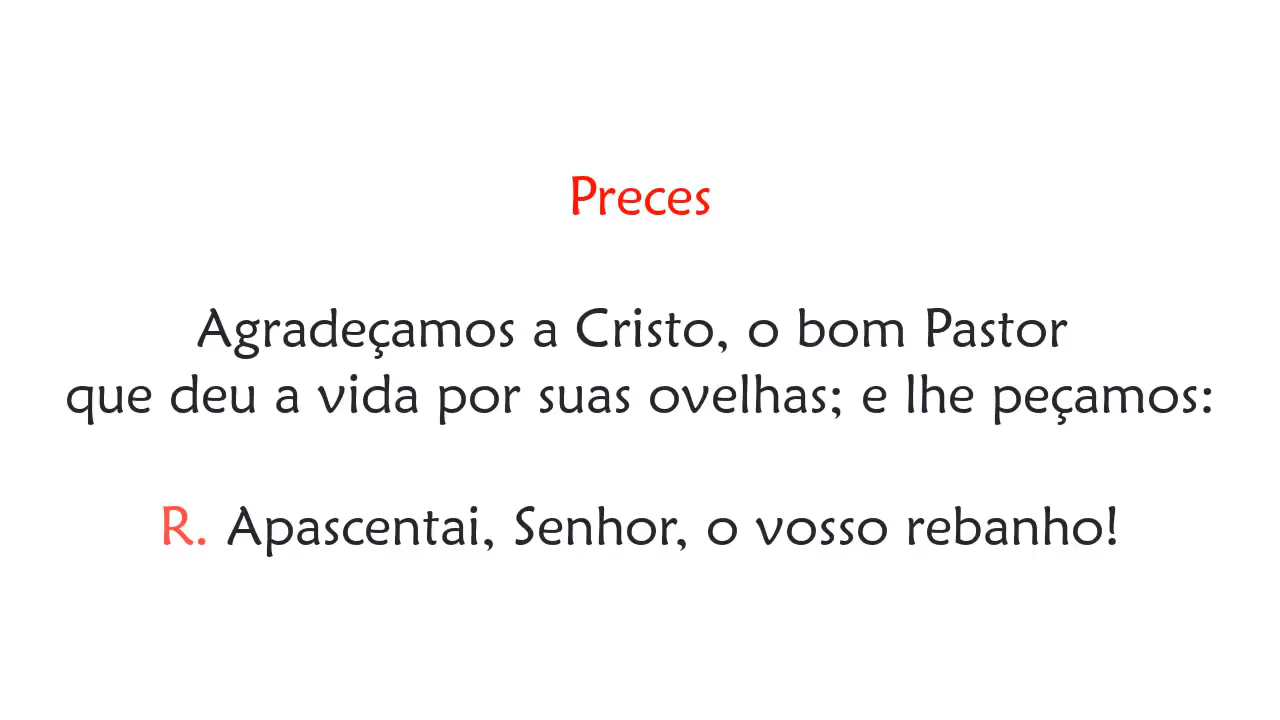 Preces
Agradeçamos a Cristo, o bom Pastor
que deu a vida por suas ovelhas; e lhe peçamos:
R. Apascentai, Senhor, o vosso rebanho!